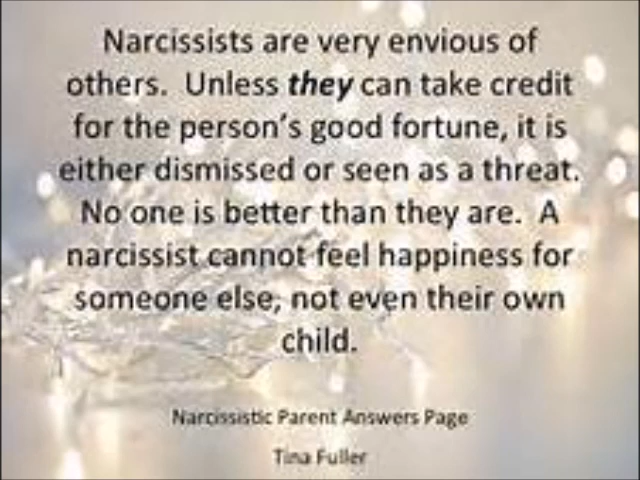 Narcissists are very envious of
others.  Unless they can take credit
for the person's good fortune, it is
either dismissed or seen as a threat.
No one is better than they are.  A
narcissist cannot feel happiness for
someone else, not even their own
child.
Narcissistic Parent Answers Page
Tina Fuller